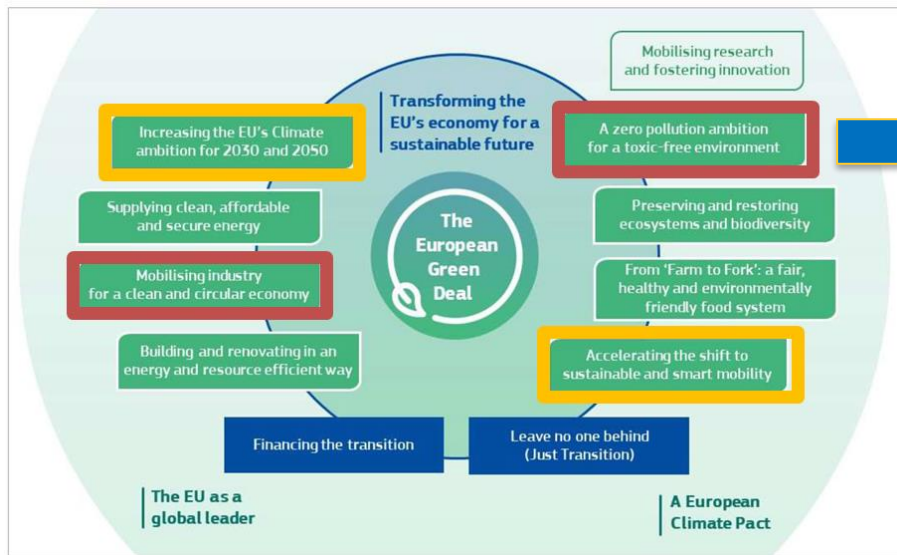 Mobilising research
and fostering innovation
Transforming the
EU's economy for a
sustainable future
Increasing the EU's Climate
ambition for 2030 and 2050
A zero pollution ambition
for a toxic-free environment
Supplying clean, affordable
and secure energy
Preserving and restoring
ecosystems and biodiversity
The
European
Green
Deal
Mobilising industry
for a clean and circular economy
From 'Farm to Fork': a fair,
healthy and environmentally
friendly food system
Building and renovating in an
energy and resource efficient way
Accelerating the shift to
sustainable and smart mobility
Financing the transition
Leave no one behind
(Just Transition)
The EU as a
global leader
A European
Climate Pact